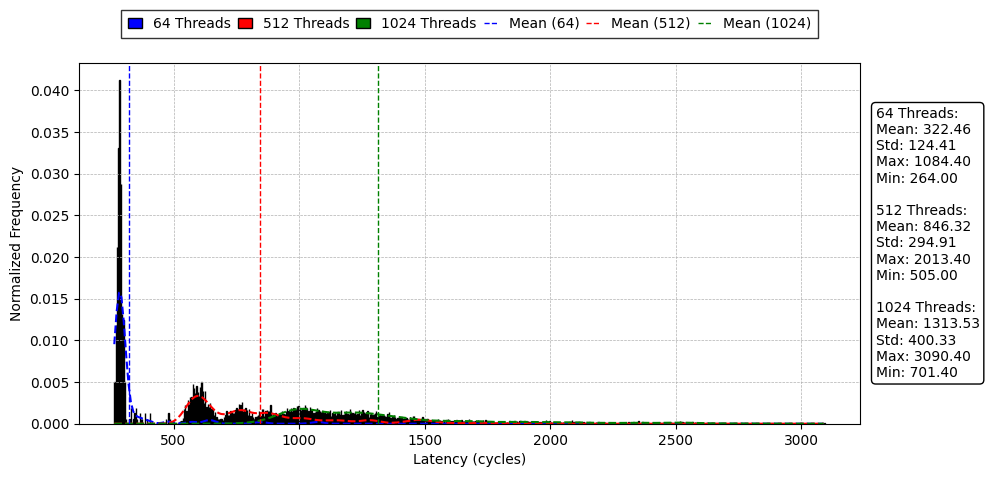 64 Threads 512 Threads 1024 Threads Mean (64) Mean (512) Mean (1024)
0.040
0.035
0.030
0.025
0.020
0.015
0.010
0.005
0.000
Normalized Frequency
500 1000 1500 2000 2500 3000
Latency (cycles)
64 Threads:
Mean: 322.46
Std: 124.41
Max: 1084.40
Min: 264.00
512 Threads:
Mean: 846.32
Std: 294.91
Max: 2013.40
Min: 505.00
1024 Threads:
Mean: 1313.53
Std: 400.33
Max: 3090.40
Min: 701.40